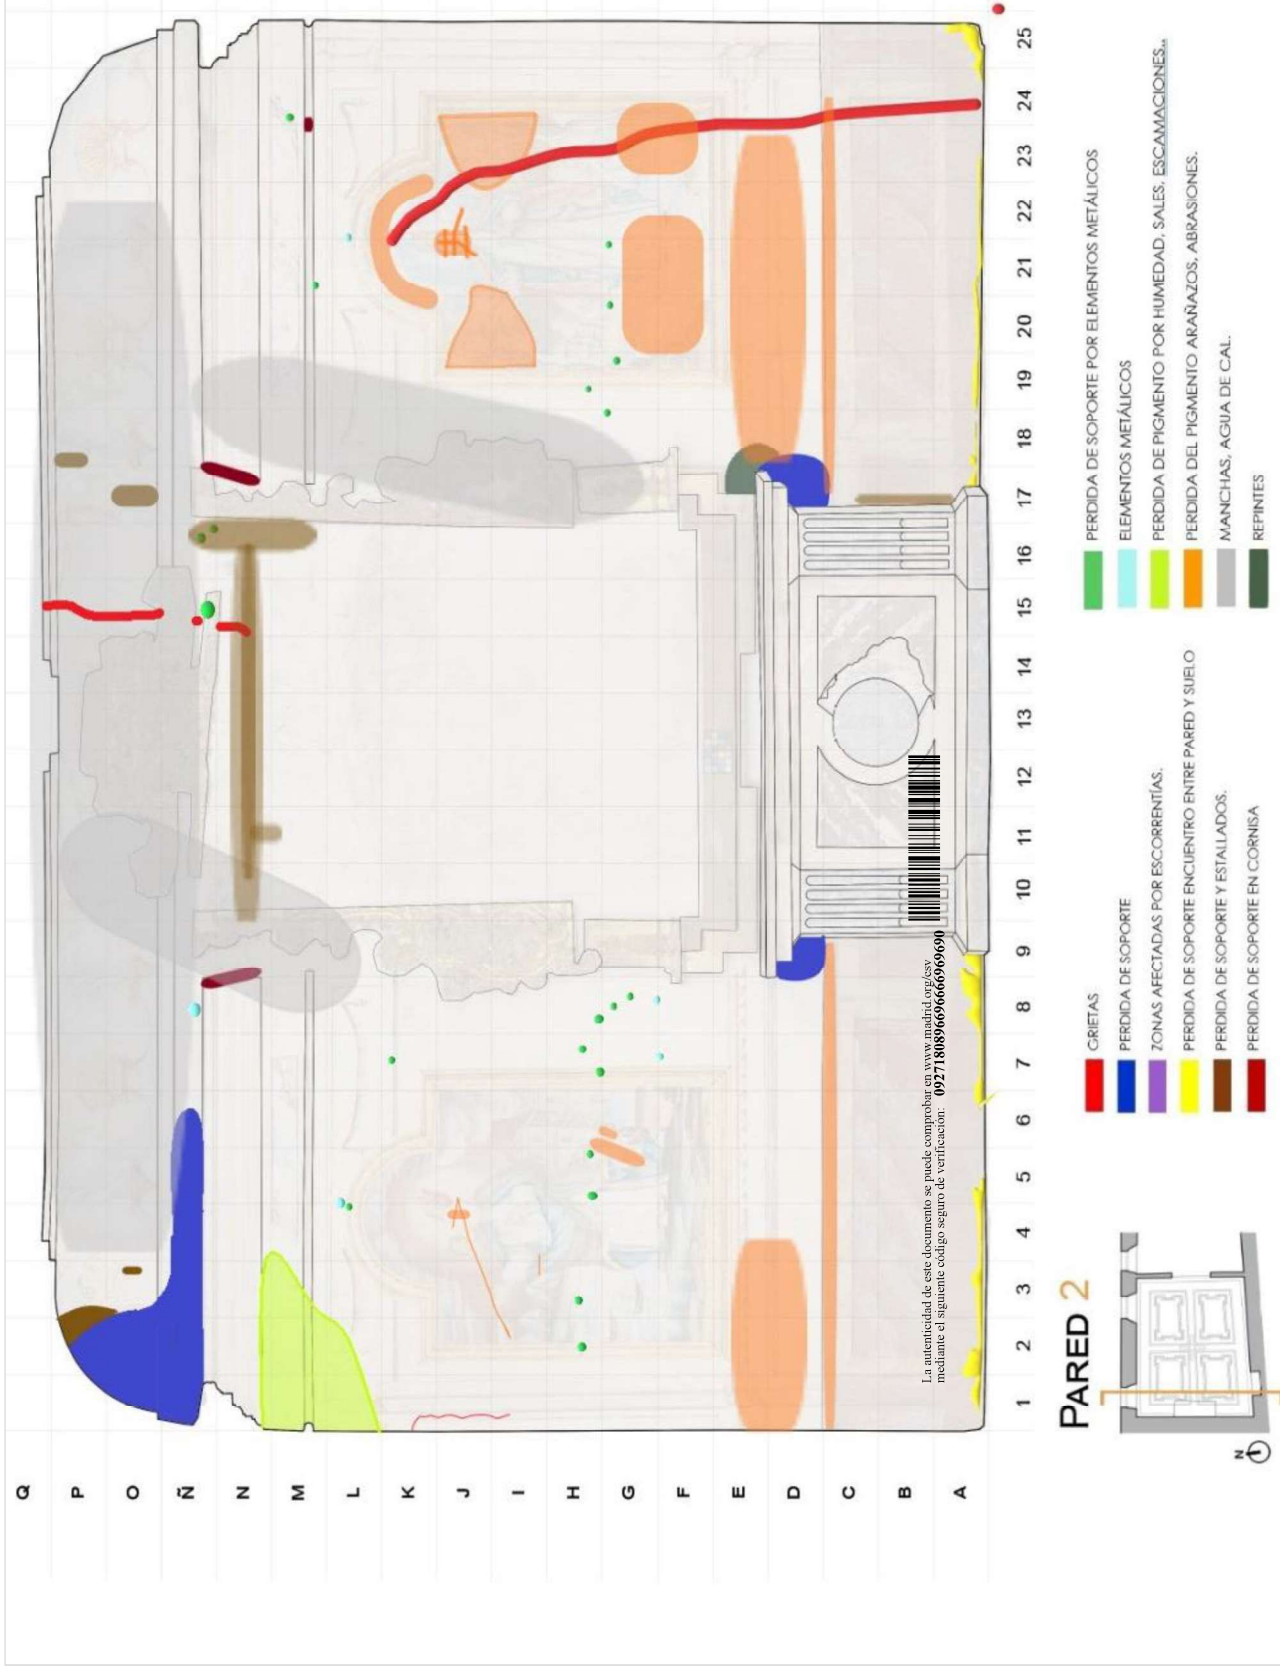 Q
P
O
Ñ
N
M
L
K
J
I
H
G
F
E
D
C
B
A
1 2 3 4 5 6 7 8 9 10 11 12 13 14 15 16 17 18 19 20 21 22 23 24 25
La autenticidad de este documento se puede comprobar en www.madrid.org/csv
mediante el siguiente código seguro de verificación: 0927180896696666969690
PARED 2
N
GRIETAS
PERDIDA DE SOPORTE
ZONAS AFECTADAS POR ESCORRENTÍAS.
PERDIDA DE SOPORTE ENCUENTRO ENTRE PARED Y SUELO
PERDIDA DE SOPORTE Y ESTALLADOS.
PERDIDA DE SOPORTE EN CORNISA
PERDIDA DE SOPORTE POR ELEMENTOS METÁLICOS
ELEMENTOS METÁLICOS
PERDIDA DE PIGMENTO POR HUMEDAD, SALES, ESCAMACIONES..
PERDIDA DEL PIGMENTO ARAÑAZOS, ABRASIONES.
MANCHAS, AGUA DE CAL.
REPINTES